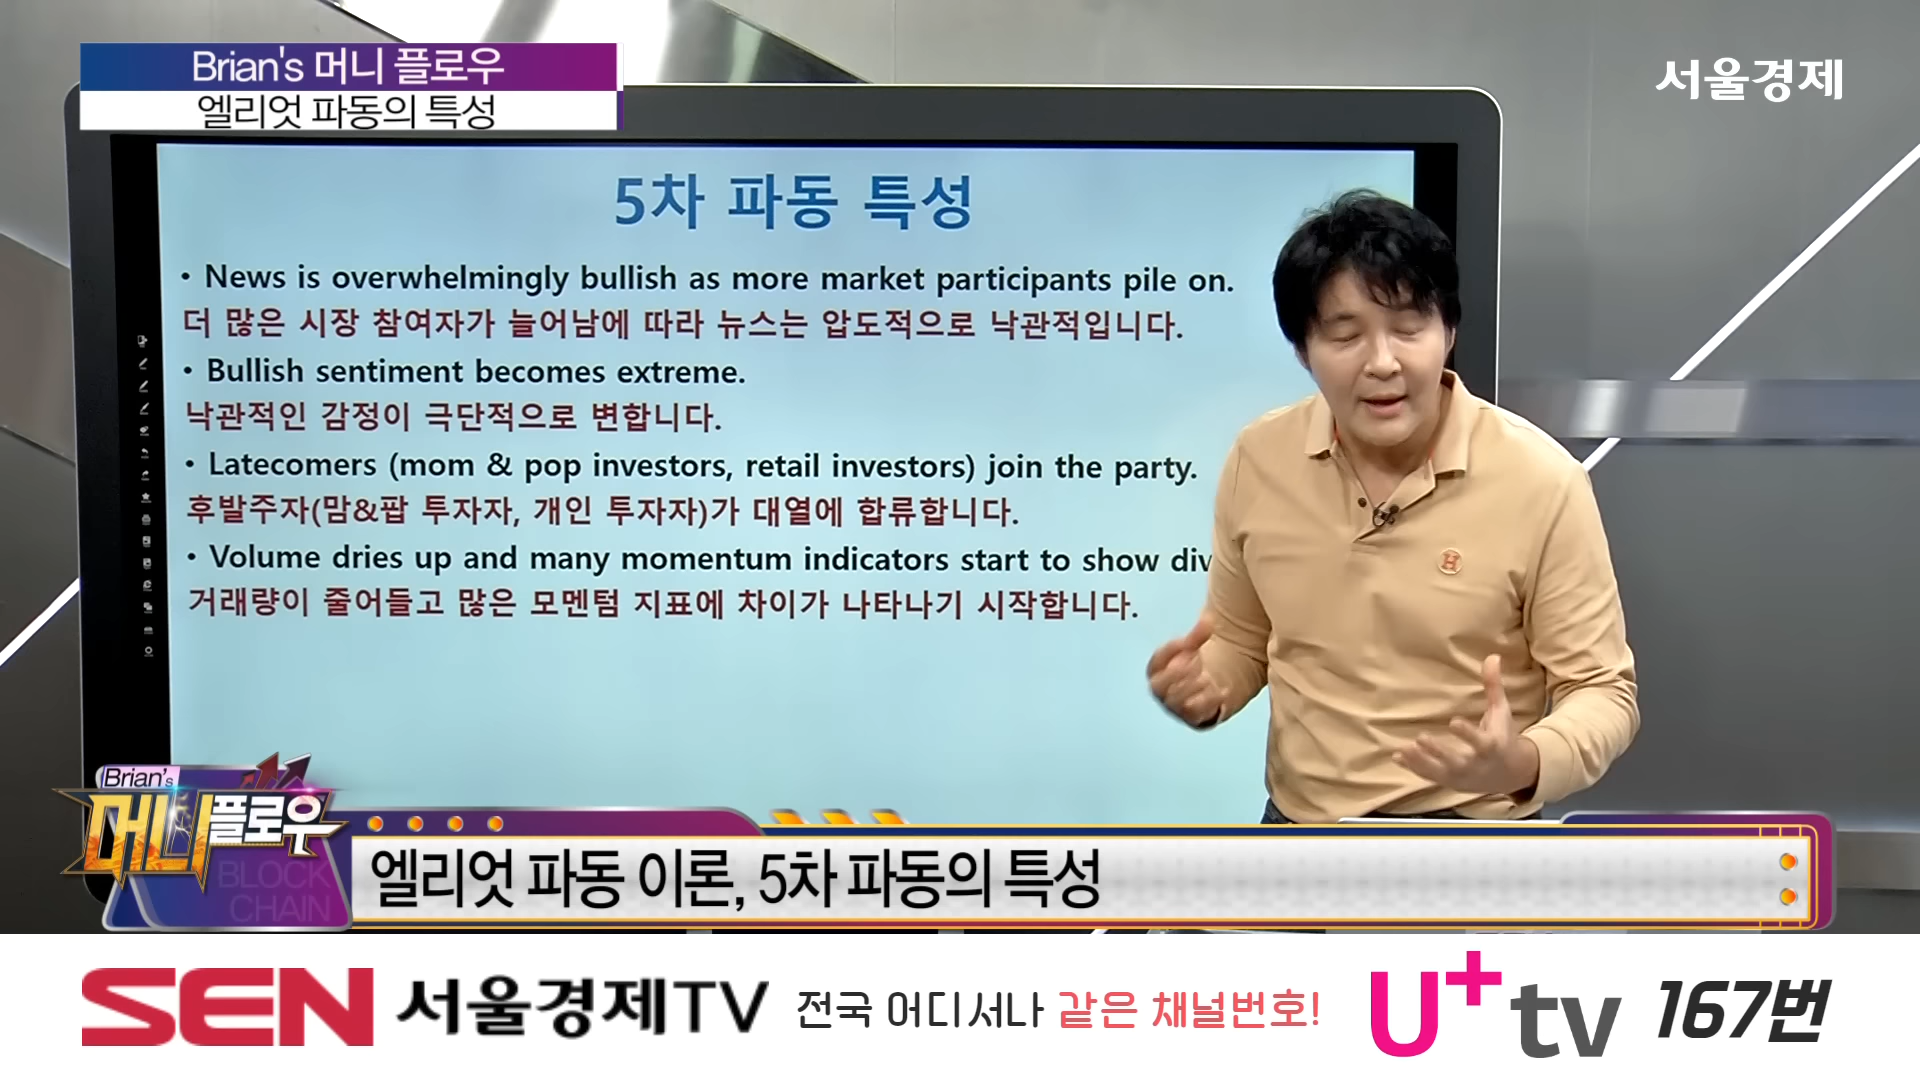 Brian's 머니 플로우
엘리엇 파동의 특성
서울경제
5차 파동 특성
• News is overwhelmingly bullish as more market participants pile on.
더 많은 시장 참여자가 늘어남에 따라 뉴스는 압도적으로 낙관적입니다.
• Bullish sentiment becomes extreme.
낙관적인 감정이 극단적으로 변합니다.
• Latecomers (mom & pop investors, retail investors) join the party.
후발주자(맘&팝 투자자, 개인 투자자)가 대열에 합류합니다.
• Volume dries up and many momentum indicators start to show div
거래량이 줄어들고 많은 모멘텀 지표에 차이가 나타나기 시작합니다.
H
Brian's
머니플로우
BLOCK
CHAIN
엘리엇 파동 이론, 5차 파동의 특성
SEN 서울경제TV 전국 어디서나 같은 채널번호! U+tv 167번